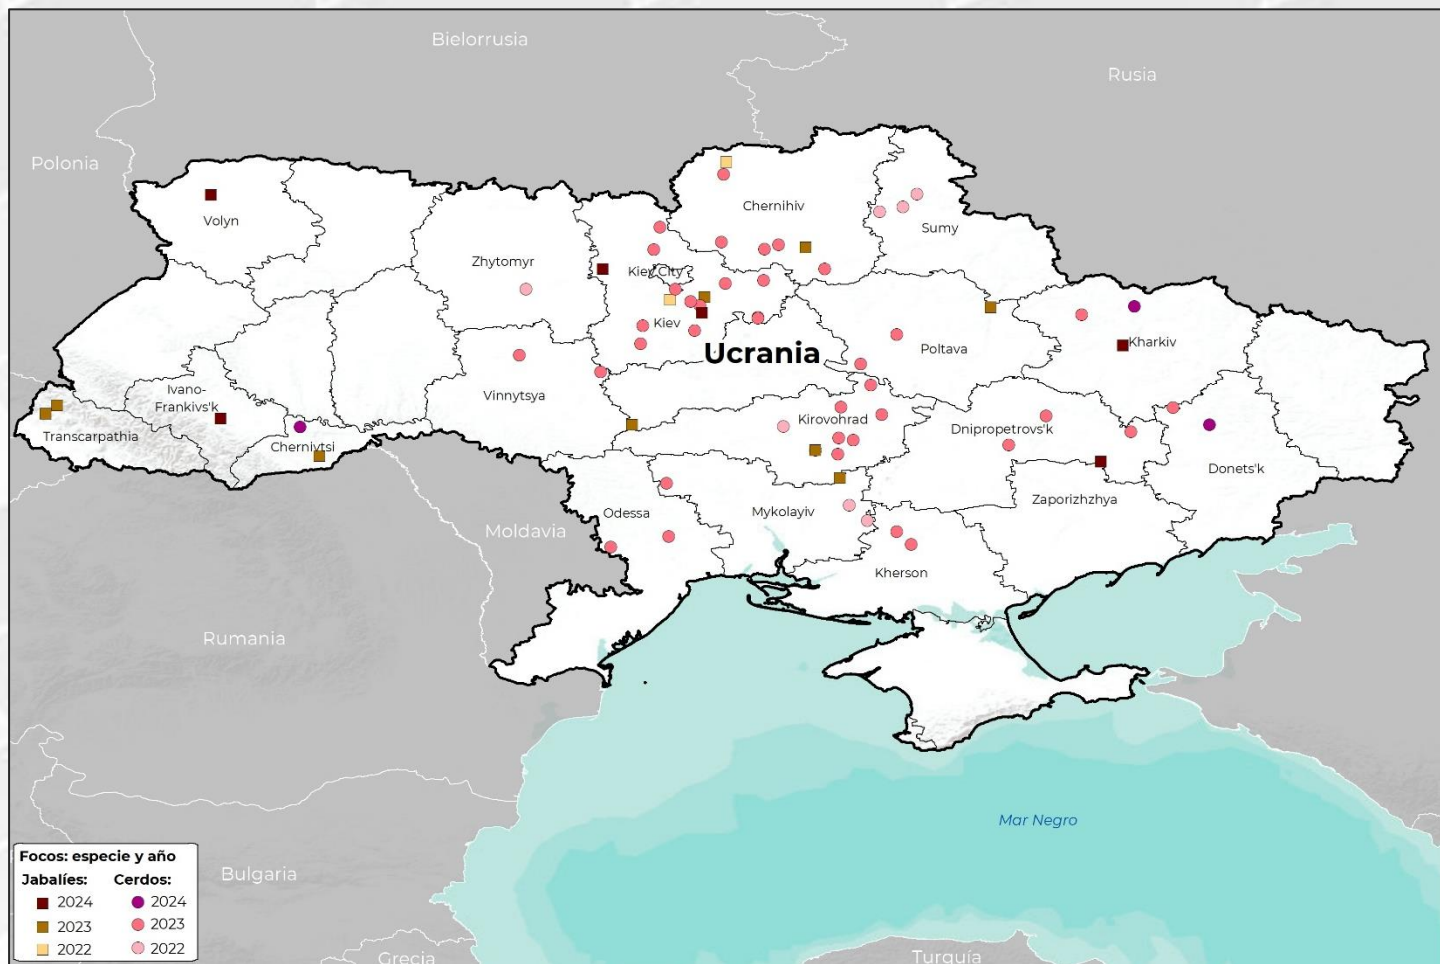 Bielorrusia
Rusia
Polonia
Volyn
Zhytomyr
Chernihiv
Sumy
Kiev City
Kiev
Ucrania
Poltava
Kharkiv
Ivano-
Frankivs'k
Vinnytsya
Kirovohrad
Dnipropetrovs'k
Transcarpathia
Chernivtsi
Donets'k
Zaporizhzhya
Odessa
Mykolayiv
Moldavia
Kherson
Rumania
Mar Negro
Bulgaria
Grecia
Turquía
Focos: especie y año
Jabalíes: Cerdos:
2024 2024
2023 2023
2022 2022